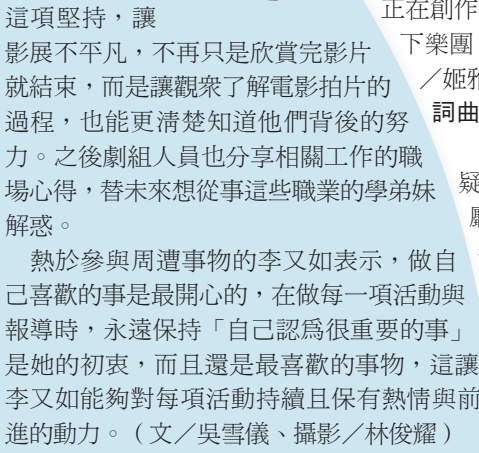 這項堅持，讓
影展不平凡，不再只是欣賞完影片
就結束，而是讓觀眾了解電影拍片的
過程，也能更清楚知道他們背後的努
力。之後劇組人員也分享相關工作的職
場心得，替未來想從事這些職業的學弟妹
解惑。
熱於參與周遭事物的李又如表示，做自
己喜歡的事是最開心的，在做每一項活動與
報導時，永遠保持「自己認爲很重要的事」
是她的初衷，而且還是最喜歡的事物，這讓
李又如能夠對每項活動持續且保有熱情與前
進的動力。（文／吳雪儀、攝影／林俊耀）
正在創作
下樂團
／姬雅
詞曲
疑